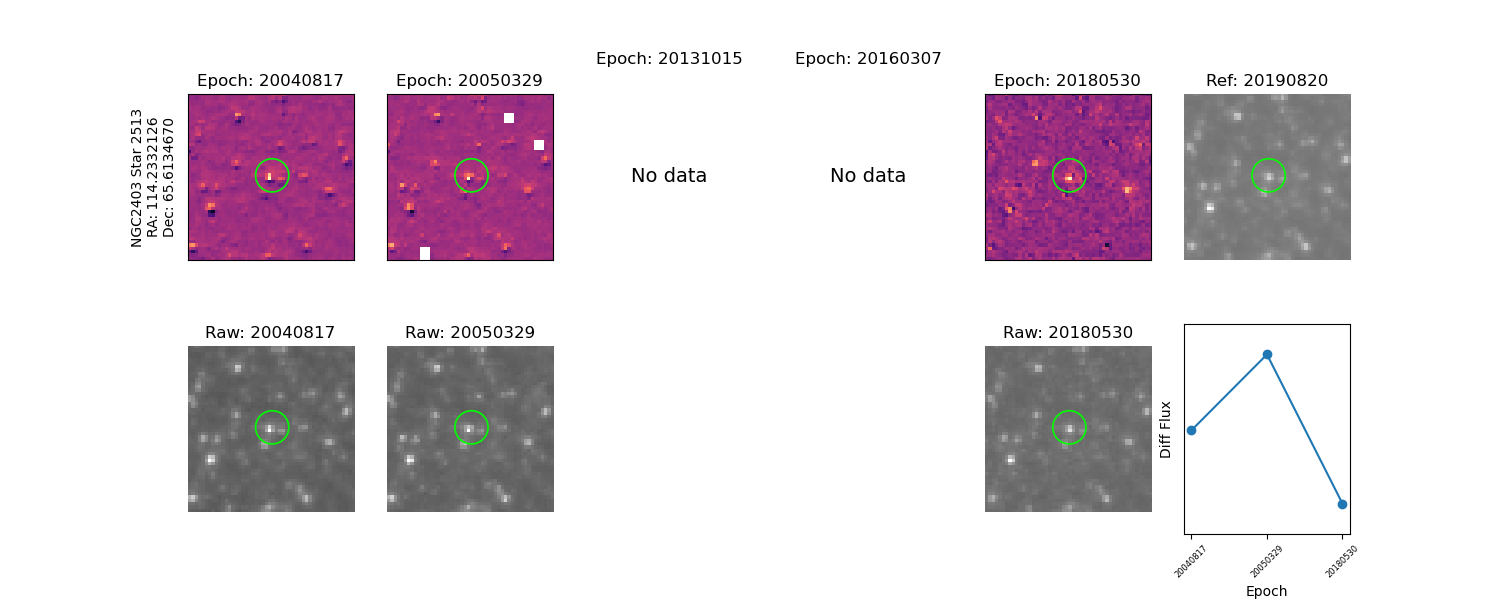 Epoch: 20040817
Epoch: 20050329
Epoch: 20131015
Epoch: 20160307
Epoch: 20180530
Ref: 20190820
NGC2403 Star 2513
RA: 114.2332126
Dec: 65.6134670
No data
No data
Raw: 20040817
Raw: 20050329
Raw: 20180530
Diff Flux
20040817
20050329
20180530
Epoch